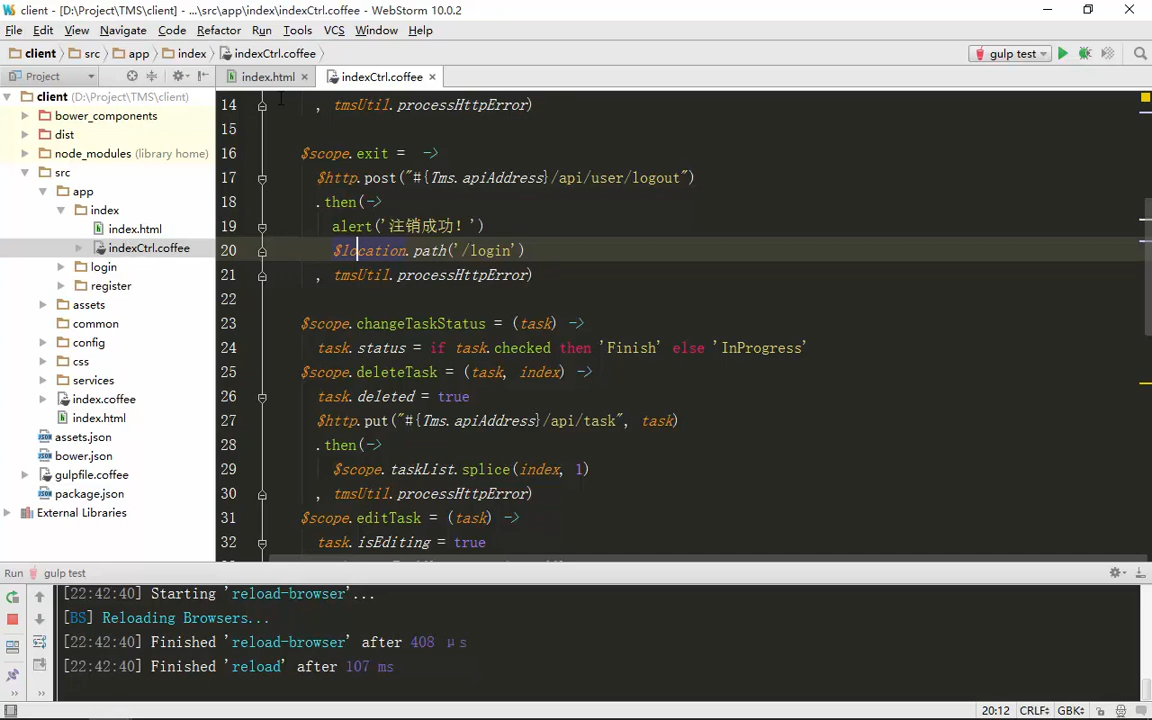 client - [D:\Project\TMS\client] - ...\src\app\index\indexCtrl.coffee - WebStorm 10.0.2
File Edit View Navigate Code Refactor Run Tools VCS Window Help
client src app index indexCtrl.coffee gulp test
Project index.html indexCtrl.coffee
client (D:\Project\TMS\client)
bower_components
dist
node_modules (library home)
src
app
index
index.html
indexCtrl.coffee
login
register
assets
common
config
css
services
index.coffee
index.html
assets.json
bower.json
gulpfile.coffee
package.json
External Libraries
14 , tmsUtil.processHttpError)
15
16 $scope.exit = ->
17 $http.post("#{Tms.apiAddress}/api/user/logout")
18 .then(->
19 alert('注销成功！')
20 $location.path('/login')
21 , tmsUtil.processHttpError)
22
23 $scope.changeTaskStatus = (task) ->
24 task.status = if task.checked then 'Finish' else 'InProgress'
25 $scope.deleteTask = (task, index) ->
26 task.deleted = true
27 $http.put("#{Tms.apiAddress}/api/task", task)
28 .then(->
29 $scope.taskList.splice(index, 1)
30 , tmsUtil.processHttpError)
31 $scope.editTask = (task) ->
32 task.isEditing = true
Run gulp test
[22:42:40] Starting 'reload-browser'...
[BS] Reloading Browsers...
[22:42:40] Finished 'reload-browser' after 408 μs
[22:42:40] Finished 'reload' after 107 ms
20:12 CRLF GBK